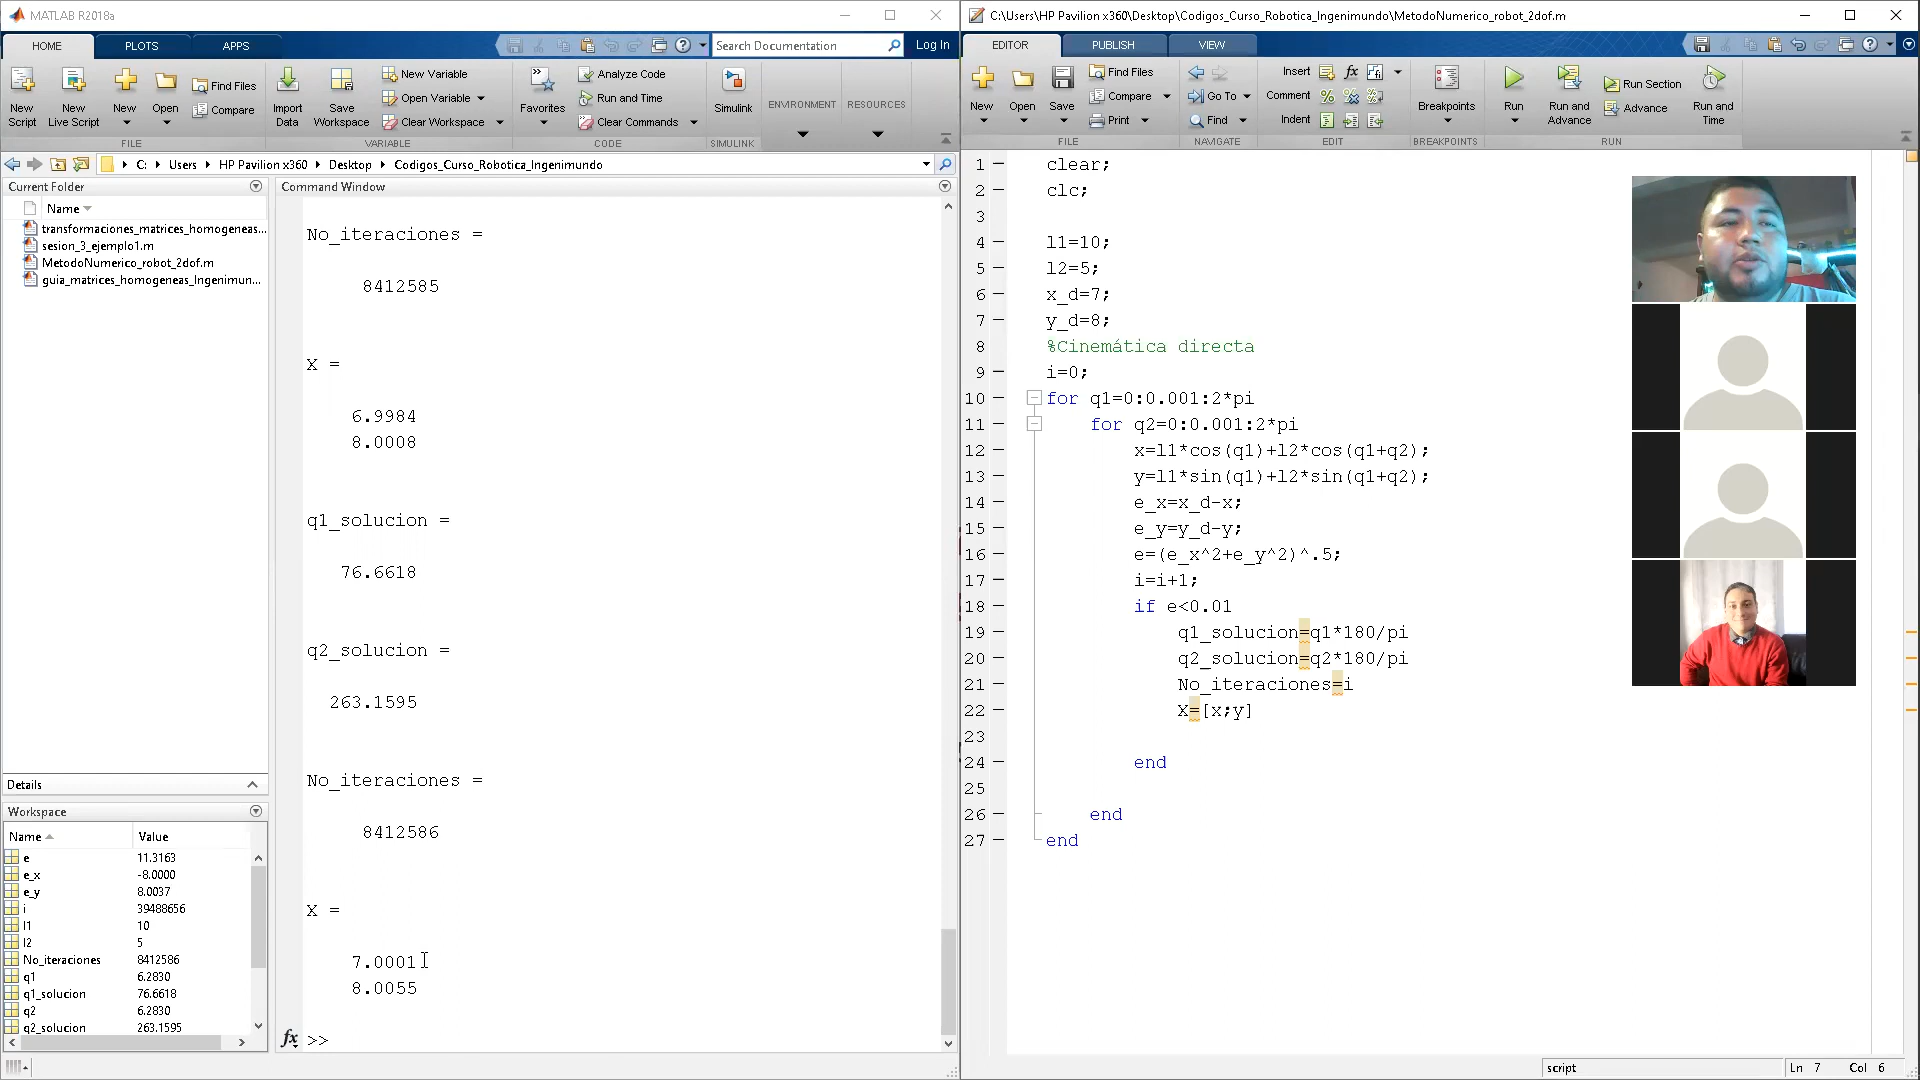 MATLAB R2018a
HOME PLOTS APPS
Search Documentation
Log In
New Script
New Live Script
New
Open
Find Files
Compare
Import Data
Save Workspace
New Variable
Open Variable
Clear Workspace
Favorites
Analyze Code
Run and Time
Clear Commands
Simulink
ENVIRONMENT
RESOURCES
FILE VARIABLE CODE SIMULINK
C: Users HP Pavilion x360 Desktop Codigos_Curso_Robotica_Ingenimundo
Current Folder
Name
transformaciones_matrices_homogeneas...
sesion_3_ejemplo1.m
MetodoNumerico_robot_2dof.m
guia_matrices_homogeneas_Ingenimun...
Details
Workspace
Name Value
e 11.3163
e_x -8.0000
e_y 8.0037
i 39488656
l1 10
l2 5
No_iteraciones 8412586
q1 6.2830
q1_solucion 76.6618
q2 6.2830
q2_solucion 263.1595
Command Window
No_iteraciones =
8412585
X =
6.9984
8.0008
q1_solucion =
76.6618
q2_solucion =
263.1595
No_iteraciones =
8412586
X =
7.0001
8.0055
fx >>
C:\Users\HP Pavilion x360\Desktop\Codigos_Curso_Robotica_Ingenimundo\MetodoNumerico_robot_2dof.m
EDITOR PUBLISH VIEW
New
Open
Save
Find Files
Compare
Print
Go To
Find
Insert fx
Comment
Indent
Breakpoints
Run
Run and Advance
Run Section
Advance
Run and Time
FILE NAVIGATE EDIT BREAKPOINTS RUN
1 clear;
2 clc;
3
4 l1=10;
5 l2=5;
6 x_d=7;
7 y_d=8;
8 %Cinemática directa
9 i=0;
10 for q1=0:0.001:2*pi
11 for q2=0:0.001:2*pi
12 x=l1*cos(q1)+l2*cos(q1+q2);
13 y=l1*sin(q1)+l2*sin(q1+q2);
14 e_x=x_d-x;
15 e_y=y_d-y;
16 e=(e_x^2+e_y^2)^.5;
17 i=i+1;
18 if e<0.01
19 q1_solucion=q1*180/pi
20 q2_solucion=q2*180/pi
21 No_iteraciones=i
22 X=[x;y]
23
24 end
25
26 end
27 end
script
Ln 7 Col 6